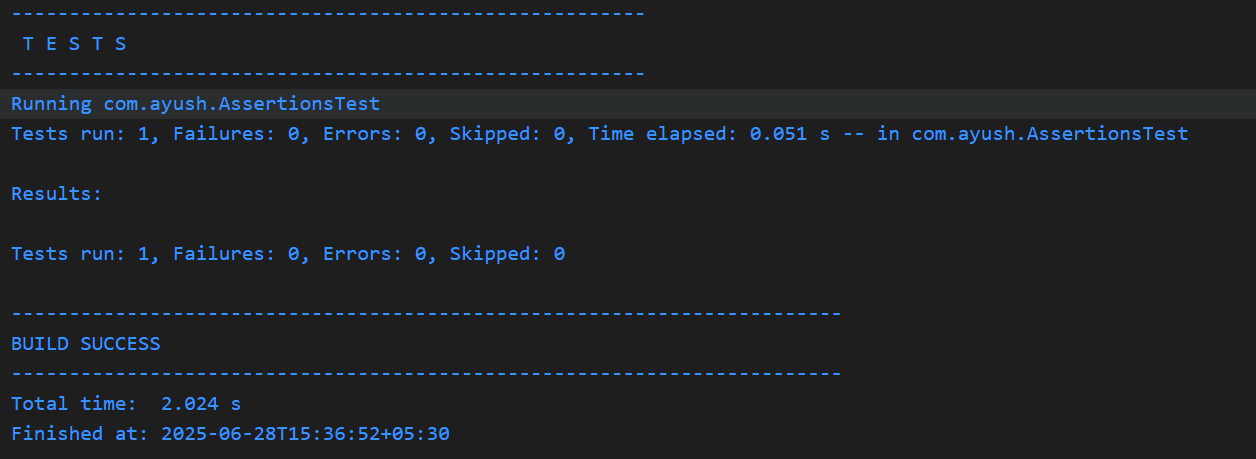 -------------------------------------------------------
 T E S T S
-------------------------------------------------------
Running com.ayush.AssertionsTest
Tests run: 1, Failures: 0, Errors: 0, Skipped: 0, Time elapsed: 0.051 s -- in com.ayush.AssertionsTest
Results:
Tests run: 1, Failures: 0, Errors: 0, Skipped: 0
------------------------------------------------------------------------
BUILD SUCCESS
------------------------------------------------------------------------
Total time:  2.024 s
Finished at: 2025-06-28T15:36:52+05:30